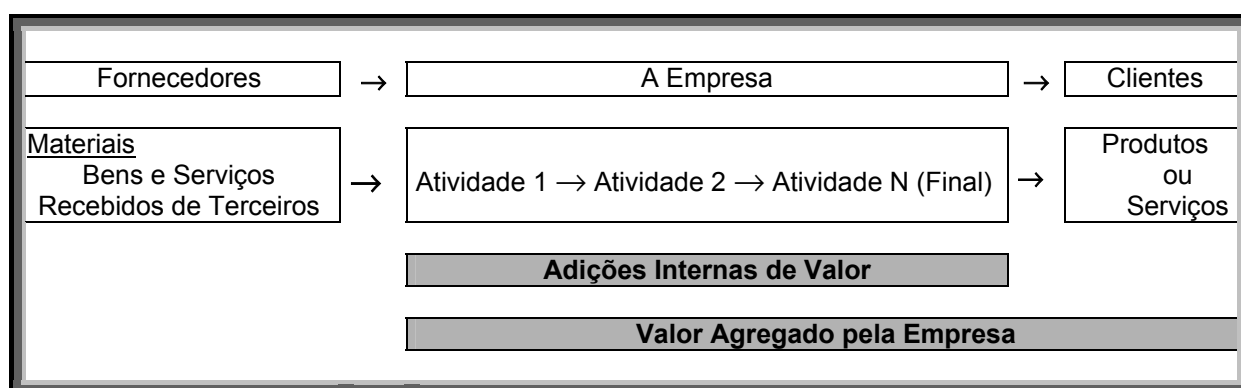 Fornecedores → A Empresa → Clientes
Materiais
Bens e Serviços
Recebidos de Terceiros
→
Atividade 1 → Atividade 2 → Atividade N (Final)
→
Produtos
ou
Serviços
Adições Internas de Valor
Valor Agregado pela Empresa